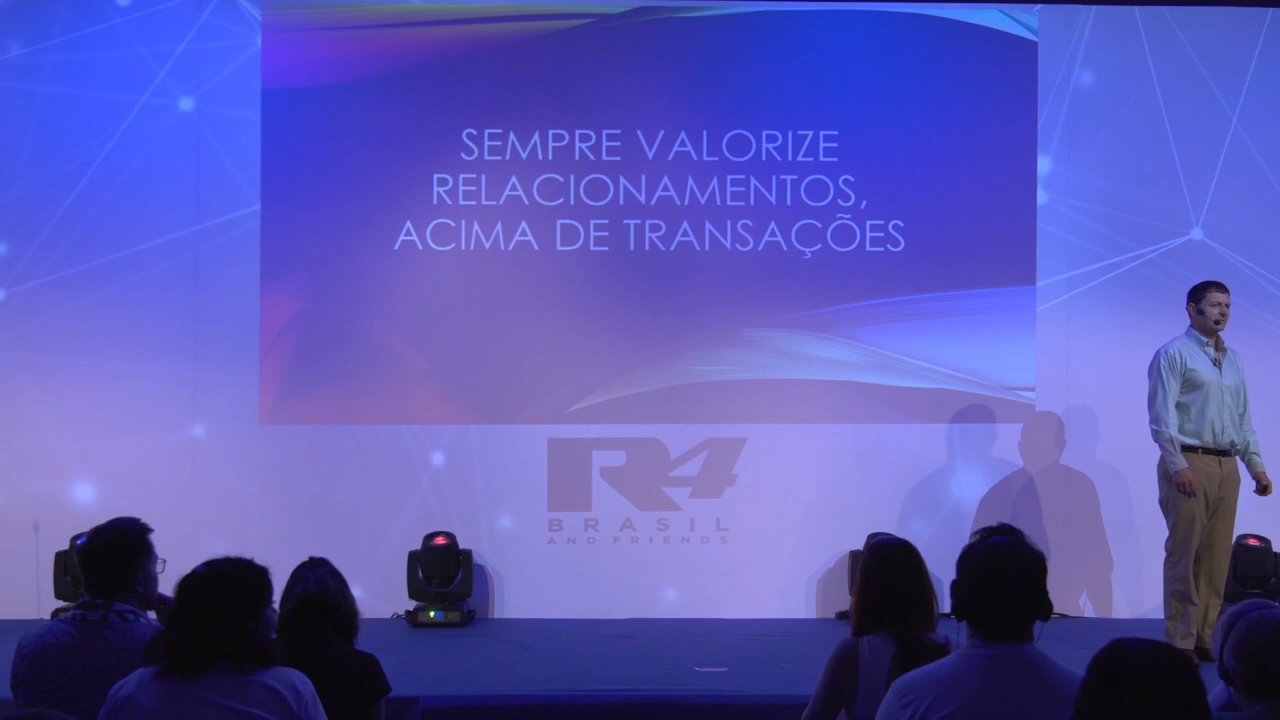 SEMPRE VALORIZE
RELACIONAMENTOS,
ACIMA DE TRANSAÇÕES
R4
BRASIL
AND FRIENDS